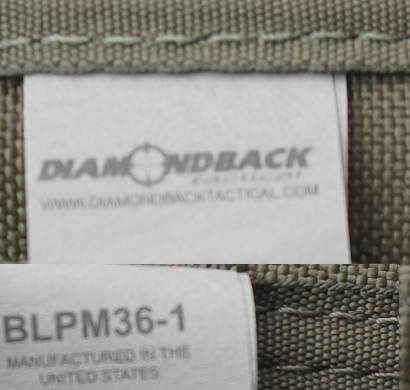 DIAMONDBACK
tactical
WWW.DIAMONDBACKTACTICAL.COM
BLPM36-1
MANUFACTURED IN THE
UNITED STATES